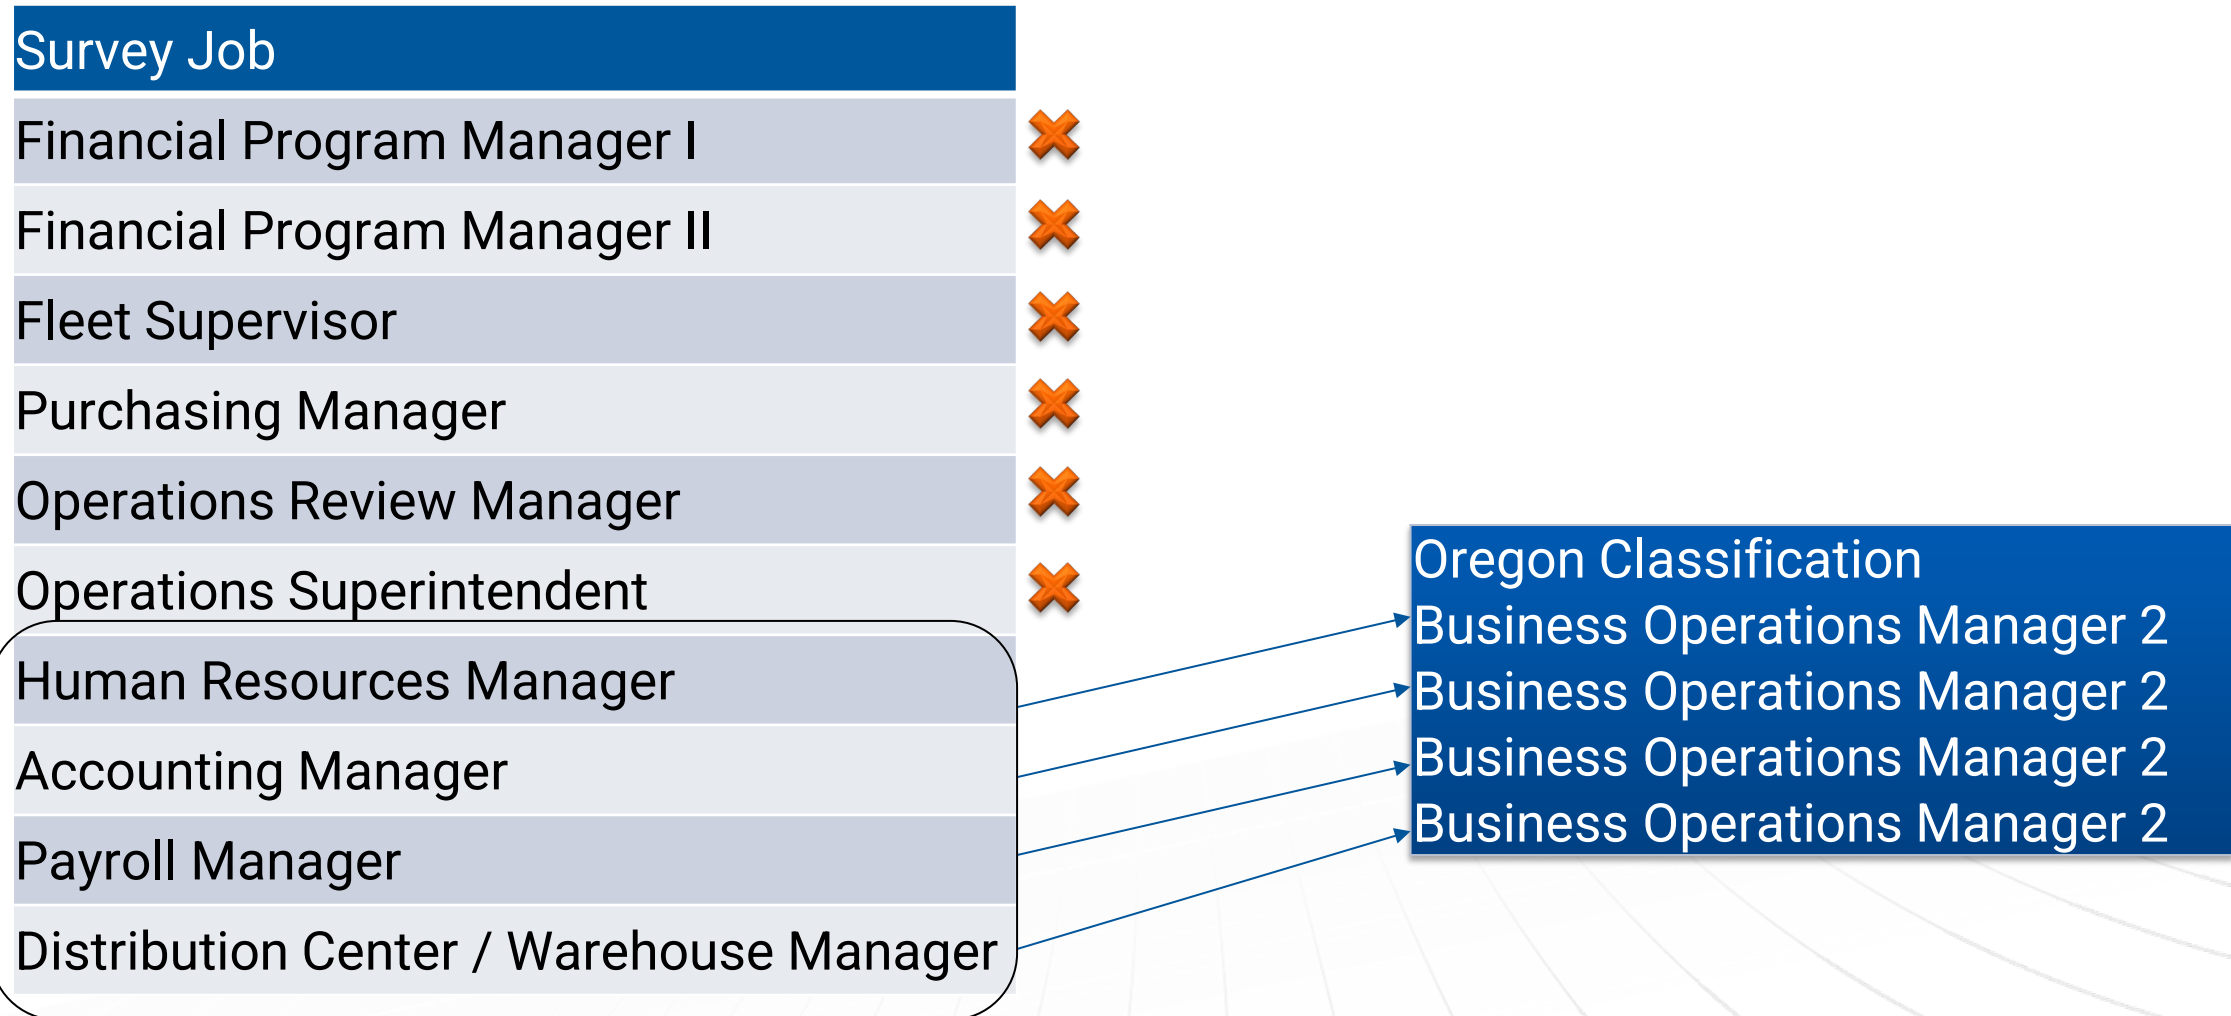 Survey Job
Financial Program Manager I
Financial Program Manager II
Fleet Supervisor
Purchasing Manager
Operations Review Manager
Operations Superintendent
Human Resources Manager
Accounting Manager
Payroll Manager
Distribution Center / Warehouse Manager
Oregon Classification
Business Operations Manager 2
Business Operations Manager 2
Business Operations Manager 2
Business Operations Manager 2